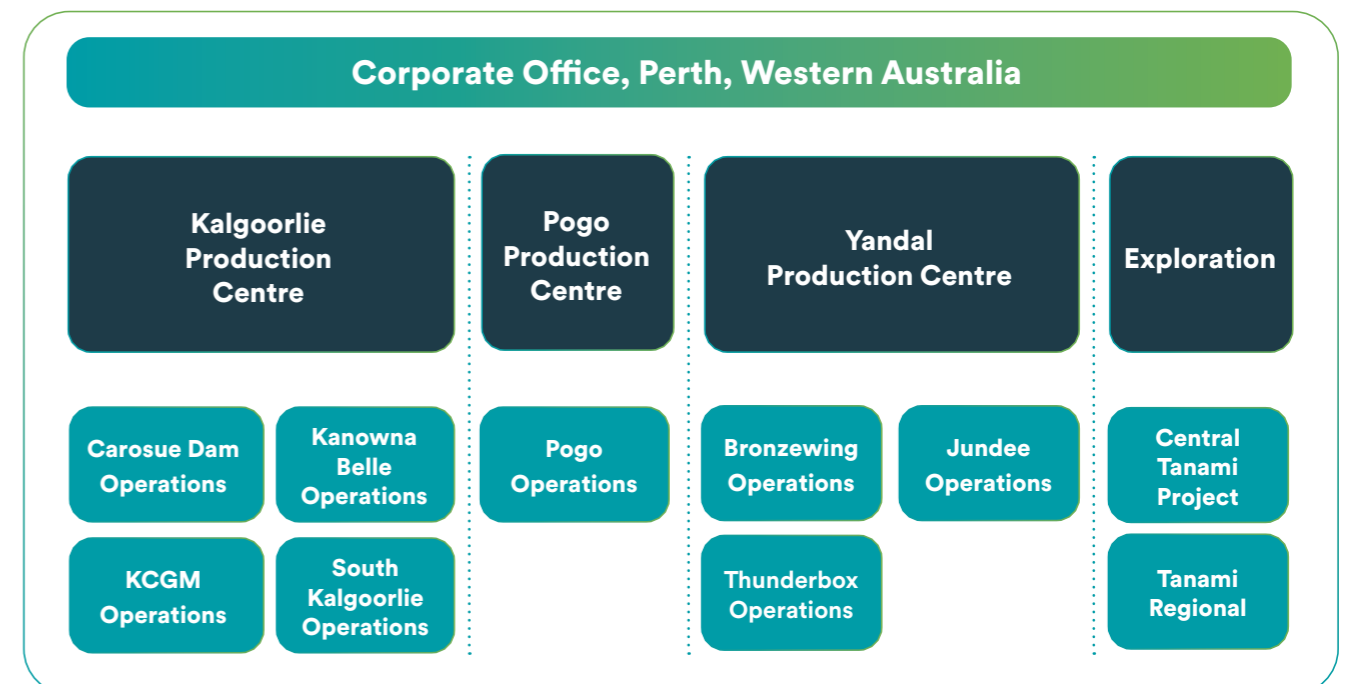 Corporate Office, Perth, Western Australia
Kalgoorlie
Production
Centre
Pogo
Production
Centre
Yandal
Production Centre
Exploration
Carosue Dam
Operations
Kanowna
Belle
Operations
Pogo
Operations
Bronzewing
Operations
Jundee
Operations
Central
Tanami
Project
KCGM
Operations
South
Kalgoorlie
Operations
Thunderbox
Operations
Tanami
Regional